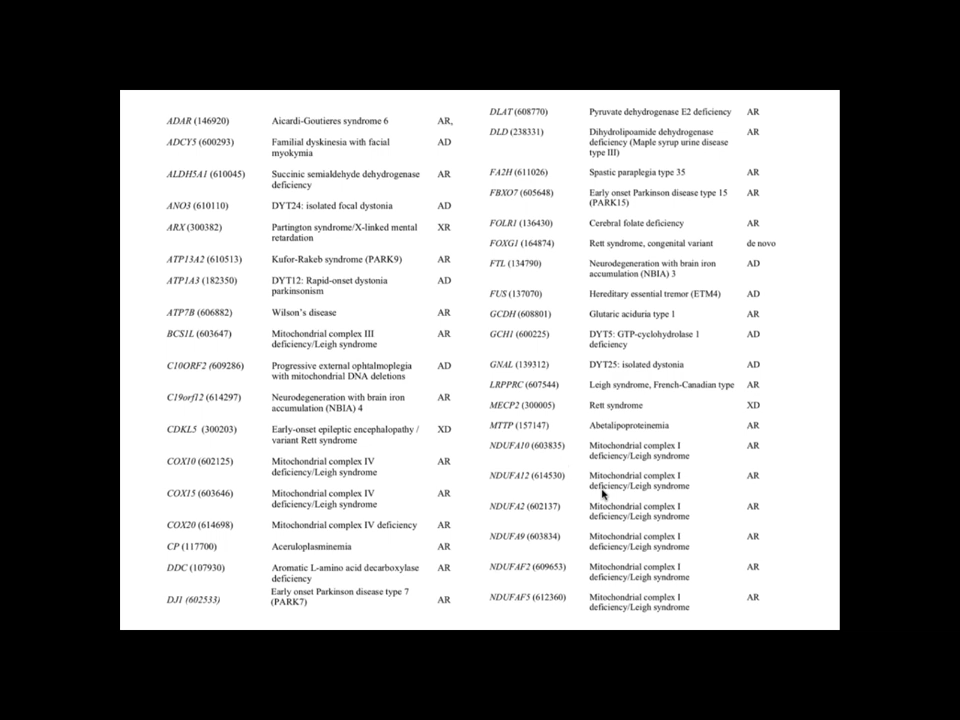 ADAR (146920) Aicardi-Goutieres syndrome 6 AR,
ADCY5 (600293) Familial dyskinesia with facial AD
myokymia
ALDH5A1 (610045) Succinic semialdehyde dehydrogenase AR
deficiency
ANO3 (610110) DYT24: isolated focal dystonia AD
ARX (300382) Partington syndrome/X-linked mental XR
retardation
ATP13A2 (610513) Kufor-Rakeb syndrome (PARK9) AR
ATP1A3 (182350) DYT12: Rapid-onset dystonia AD
parkinsonism
ATP7B (606882) Wilson's disease AR
BCS1L (603647) Mitochondrial complex III AR
deficiency/Leigh syndrome
C10ORF2 (609286) Progressive external ophtalmoplegia AD
with mitochondrial DNA deletions
C19orf12 (614297) Neurodegeneration with brain iron AR
accumulation (NBIA) 4
CDKL5 (300203) Early-onset epileptic encephalopathy / XD
variant Rett syndrome
COX10 (602125) Mitochondrial complex IV AR
deficiency/Leigh syndrome
COX15 (603646) Mitochondrial complex IV AR
deficiency/Leigh syndrome
COX20 (614698) Mitochondrial complex IV deficiency AR
CP (117700) Aceruloplasminemia AR
DDC (107930) Aromatic L-amino acid decarboxylase AR
deficiency
Early onset Parkinson disease type 7
DJ1 (602533) (PARK7) AR
DLAT (608770) Pyruvate dehydrogenase E2 deficiency AR
DLD (238331) Dihydrolipoamide dehydrogenase AR
deficiency (Maple syrup urine disease
type III)
FA2H (611026) Spastic paraplegia type 35 AR
FBXO7 (605648) Early onset Parkinson disease type 15 AR
(PARK15)
FOLR1 (136430) Cerebral folate deficiency AR
FOXG1 (164874) Rett syndrome, congenital variant de novo
FTL (134790) Neurodegeneration with brain iron AD
accumulation (NBIA) 3
FUS (137070) Hereditary essential tremor (ETM4) AD
GCDH (608801) Glutaric aciduria type 1 AR
GCH1 (600225) DYT5: GTP-cyclohydrolase 1 AD
deficiency
GNAL (139312) DYT25: isolated dystonia AD
LRPPRC (607544) Leigh syndrome, French-Canadian type AR
MECP2 (300005) Rett syndrome XD
MTTP (157147) Abetalipoproteinemia AR
NDUFA10 (603835) Mitochondrial complex I AR
deficiency/Leigh syndrome
NDUFA12 (614530) Mitochondrial complex I AR
deficiency/Leigh syndrome
NDUFA2 (602137) Mitochondrial complex I AR
deficiency/Leigh syndrome
NDUFA9 (603834) Mitochondrial complex I AR
deficiency/Leigh syndrome
NDUFAF2 (609653) Mitochondrial complex I AR
deficiency/Leigh syndrome
NDUFAF5 (612360) Mitochondrial complex I AR
deficiency/Leigh syndrome